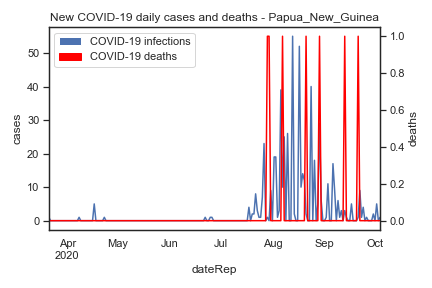 New COVID-19 daily cases and deaths - Papua_New_Guinea
COVID-19 infections
COVID-19 deaths
50
40
30
20
10
0
cases
1.0
0.8
0.6
0.4
0.2
0.0
deaths
Apr May Jun Jul Aug Sep Oct
2020
dateRep